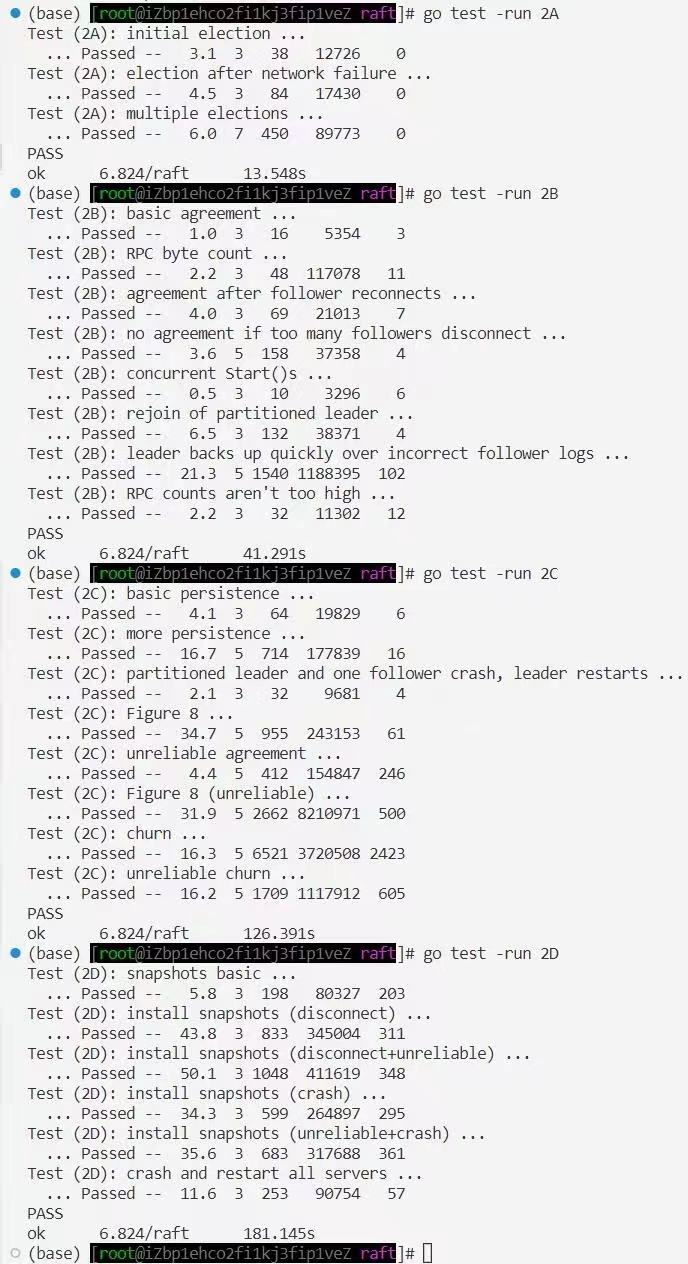 (base) [root@iZbp1ehco2fi1kj3fip1veZ raft]# go test -run 2A
Test (2A): initial election ...
  ... Passed --   3.1  3   38   12726    0
Test (2A): election after network failure ...
  ... Passed --   4.5  3   84   17430    0
Test (2A): multiple elections ...
  ... Passed --   6.0  7  450   89773    0
PASS
ok      6.824/raft      13.548s
(base) [root@iZbp1ehco2fi1kj3fip1veZ raft]# go test -run 2B
Test (2B): basic agreement ...
  ... Passed --   1.0  3   16    5354    3
Test (2B): RPC byte count ...
  ... Passed --   2.2  3   48  117078   11
Test (2B): agreement after follower reconnects ...
  ... Passed --   4.0  3   69   21013    7
Test (2B): no agreement if too many followers disconnect ...
  ... Passed --   3.6  5  158   37358    4
Test (2B): concurrent Start()s ...
  ... Passed --   0.5  3   10    3296    6
Test (2B): rejoin of partitioned leader ...
  ... Passed --   6.5  3  132   38371    4
Test (2B): leader backs up quickly over incorrect follower logs ...
  ... Passed --  21.3  5 1540 1188395  102
Test (2B): RPC counts aren't too high ...
  ... Passed --   2.2  3   32   11302   12
PASS
ok      6.824/raft      41.291s
(base) [root@iZbp1ehco2fi1kj3fip1veZ raft]# go test -run 2C
Test (2C): basic persistence ...
  ... Passed --   4.1  3   64   19829    6
Test (2C): more persistence ...
  ... Passed --  16.7  5  714  177839   16
Test (2C): partitioned leader and one follower crash, leader restarts ...
  ... Passed --   2.1  3   32    9681    4
Test (2C): Figure 8 ...
  ... Passed --  34.7  5  955  243153   61
Test (2C): unreliable agreement ...
  ... Passed --   4.4  5  412  154847  246
Test (2C): Figure 8 (unreliable) ...
  ... Passed --  31.9  5 2662 8210971  500
Test (2C): churn ...
  ... Passed --  16.3  5 6521 3720508 2423
Test (2C): unreliable churn ...
  ... Passed --  16.2  5 1709 1117912  605
PASS
ok      6.824/raft      126.391s
(base) [root@iZbp1ehco2fi1kj3fip1veZ raft]# go test -run 2D
Test (2D): snapshots basic ...
  ... Passed --   5.8  3  198   80327  203
Test (2D): install snapshots (disconnect) ...
  ... Passed --  43.8  3  833  345004  311
Test (2D): install snapshots (disconnect+unreliable) ...
  ... Passed --  50.1  3 1048  411619  348
Test (2D): install snapshots (crash) ...
  ... Passed --  34.3  3  599  264897  295
Test (2D): install snapshots (unreliable+crash) ...
  ... Passed --  35.6  3  683  317688  361
Test (2D): crash and restart all servers ...
  ... Passed --  11.6  3  253   90754   57
PASS
ok      6.824/raft      181.145s
(base) [root@iZbp1ehco2fi1kj3fip1veZ raft]#